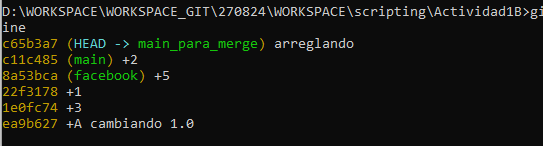 D:\WORKSPACE\WORKSPACE_GIT\270824\WORKSPACE\scripting\Actividad1B>gi
ine
c65b3a7 (HEAD -> main_para_merge) arreglando
c11c485 (main) +2
8a53bca (facebook) +5
22f3178 +1
1e0fc74 +3
ea9b627 +A cambiando 1.0